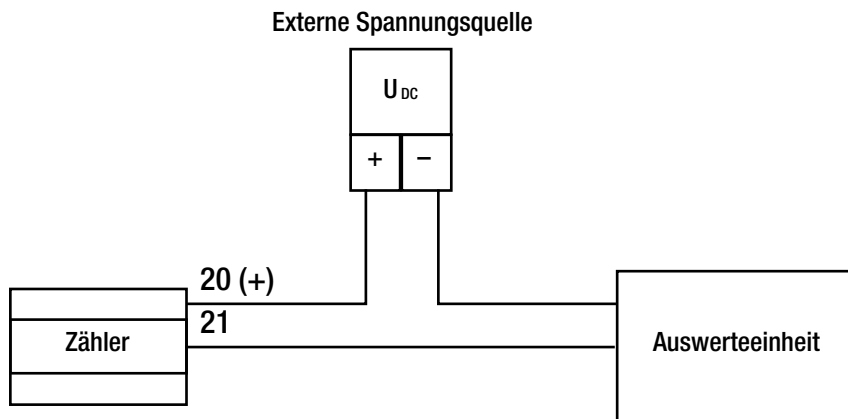 Externe Spannungsquelle
U DC
+ −
20 (+)
21
Zähler
Auswerteeinheit